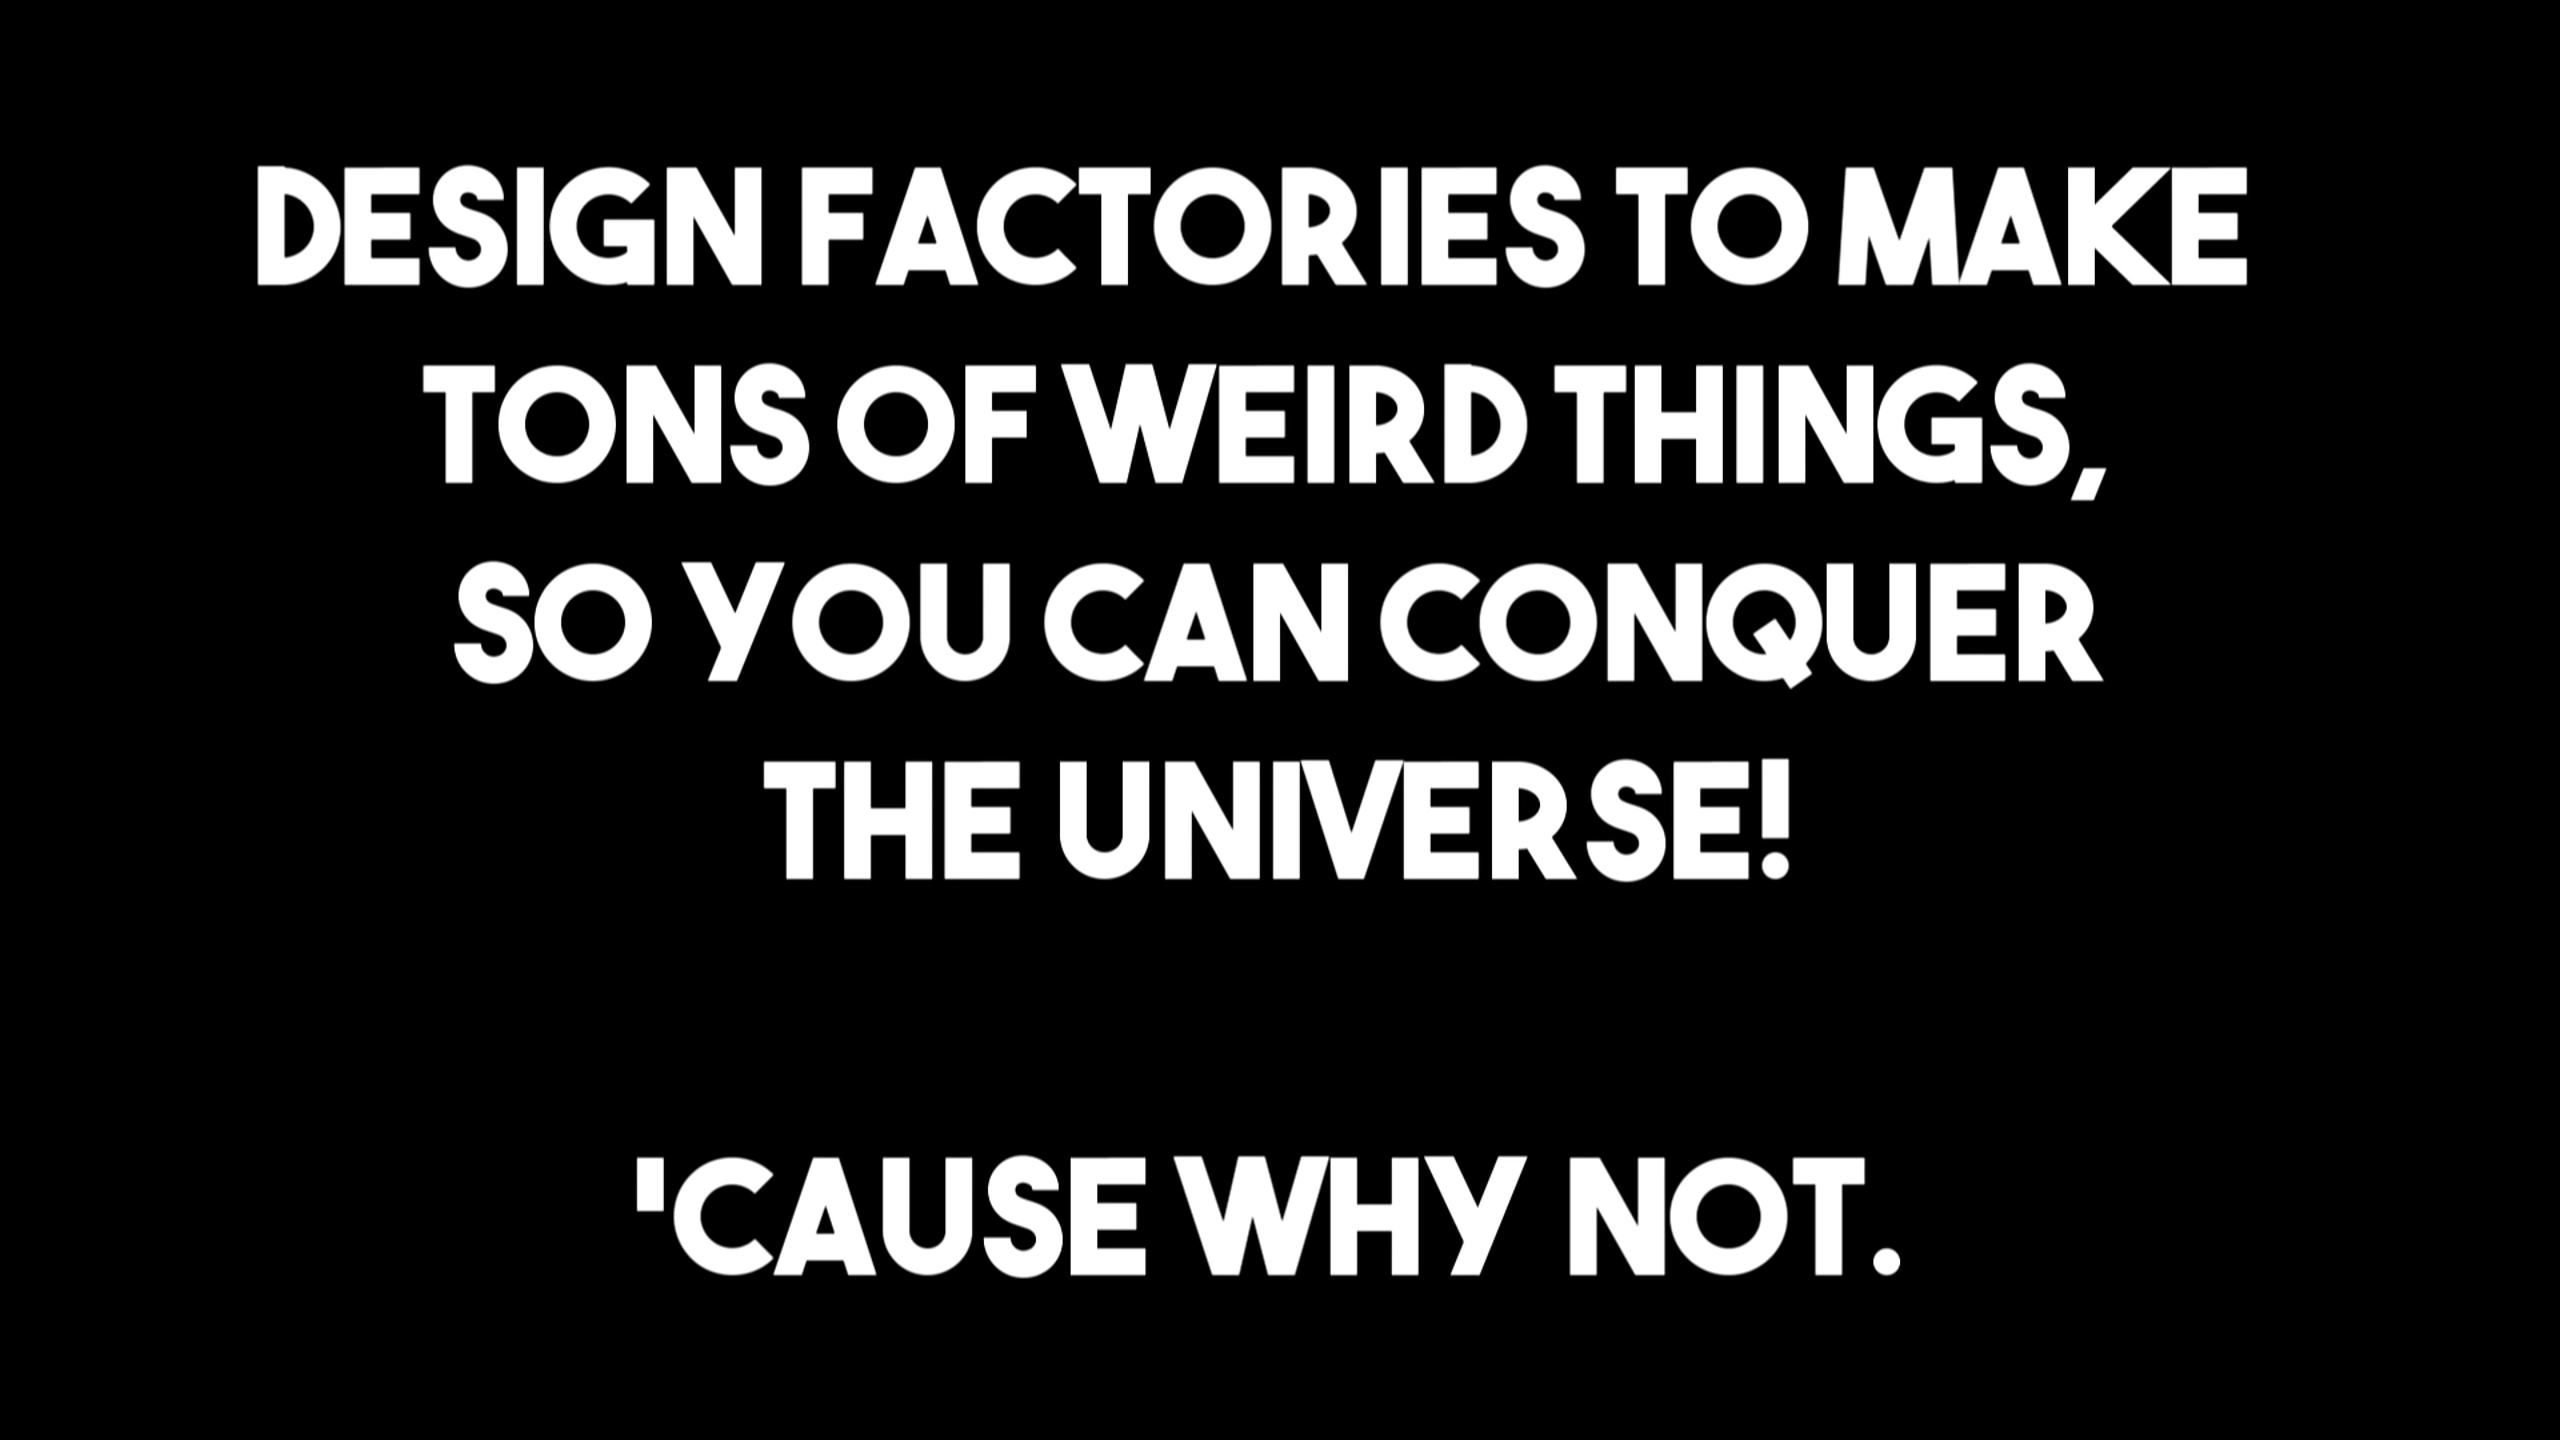 DESIGN FACTORIES TO MAKE
TONS OF WEIRD THINGS,
SO YOU CAN CONQUER
THE UNIVERSE!
'CAUSE WHY NOT.